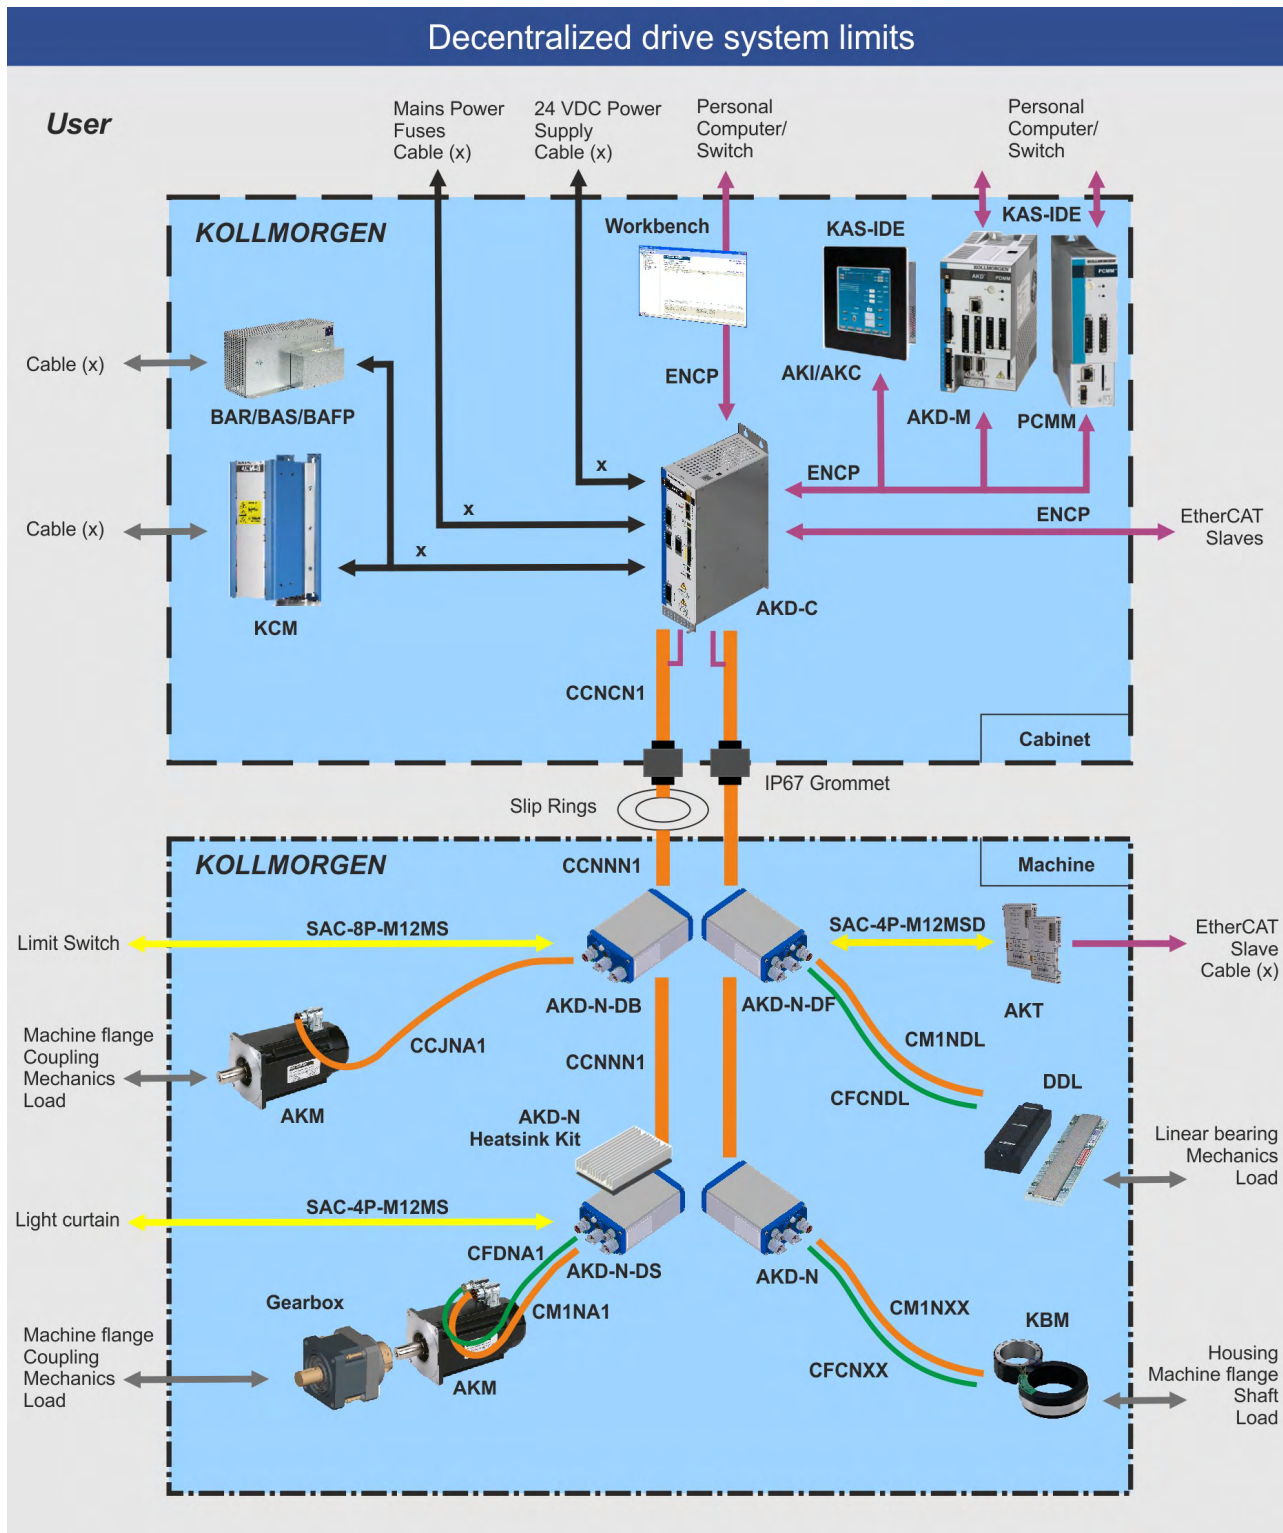 Decentralized drive system limits
User
Mains Power
Fuses
Cable (x)
24 VDC Power
Supply
Cable (x)
Personal
Computer/
Switch
Personal
Computer/
Switch
KOLLMORGEN
Workbench
KAS-IDE
KAS-IDE
KOLLMORGEN
AKD
PCMM
KOLLMORGEN
PCMM
Cable (x)
BAR/BAS/BAFP
ENCP
AKI/AKC
AKD-M
PCMM
x
ENCP
x
ENCP
EtherCAT
Slaves
Cable (x)
x
KCM
AKD-C
CCNCN1
Cabinet
IP67 Grommet
Slip Rings
KOLLMORGEN
CCNNN1
Machine
Limit Switch
SAC-8P-M12MS
SAC-4P-M12MSD
EtherCAT
Slave
Cable (x)
AKD-N-DB
AKD-N-DF
AKT
Machine flange
Coupling
Mechanics
Load
CCJNA1
CCNNN1
CM1NDL
CFCNDL
DDL
AKM
AKD-N
Heatsink Kit
Linear bearing
Mechanics
Load
Light curtain
SAC-4P-M12MS
CFDNA1
AKD-N-DS
AKD-N
Gearbox
CM1NA1
CM1NXX
KBM
Machine flange
Coupling
Mechanics
Load
CFCNXX
AKM
Housing
Machine flange
Shaft
Load